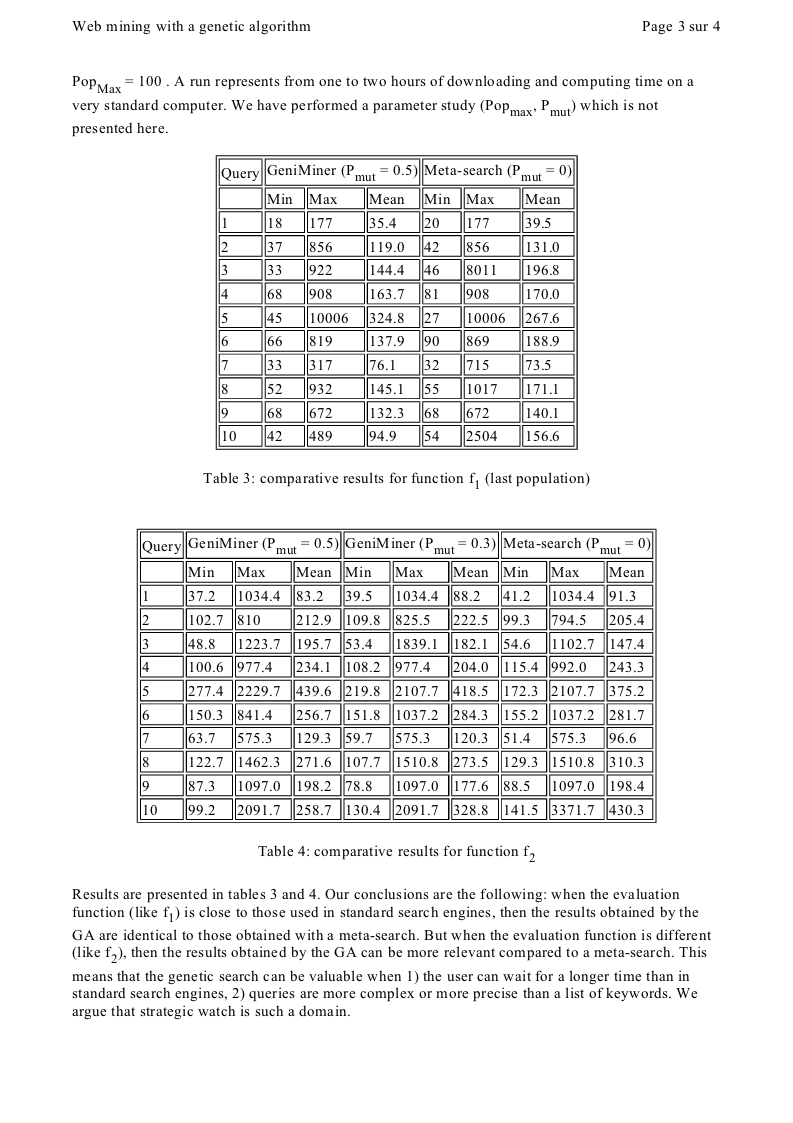 Web mining with a genetic algorithm Page 3 sur 4
Pop Max = 100 . A run represents from one to two hours of downloading and computing time on a
very standard computer. We have performed a parameter study (Pop max, P mut) which is not
presented here.
Query GeniMiner (P mut = 0.5) Meta-search (P mut = 0)
Min Max Mean Min Max Mean
1 18 177 35.4 20 177 39.5
2 37 856 119.0 42 856 131.0
3 33 922 144.4 46 8011 196.8
4 68 908 163.7 81 908 170.0
5 45 10006 324.8 27 10006 267.6
6 66 819 137.9 90 869 188.9
7 33 317 76.1 32 715 73.5
8 52 932 145.1 55 1017 171.1
9 68 672 132.3 68 672 140.1
10 42 489 94.9 54 2504 156.6
Table 3: comparative results for function f1 (last population)
Query GeniMiner (P mut = 0.5) GeniMiner (P mut = 0.3) Meta-search (P mut = 0)
Min Max Mean Min Max Mean Min Max Mean
1 37.2 1034.4 83.2 39.5 1034.4 88.2 41.2 1034.4 91.3
2 102.7 810 212.9 109.8 825.5 222.5 99.3 794.5 205.4
3 48.8 1223.7 195.7 53.4 1839.1 182.1 54.6 1102.7 147.4
4 100.6 977.4 234.1 108.2 977.4 204.0 115.4 992.0 243.3
5 277.4 2229.7 439.6 219.8 2107.7 418.5 172.3 2107.7 375.2
6 150.3 841.4 256.7 151.8 1037.2 284.3 155.2 1037.2 281.7
7 63.7 575.3 129.3 59.7 575.3 120.3 51.4 575.3 96.6
8 122.7 1462.3 271.6 107.7 1510.8 273.5 129.3 1510.8 310.3
9 87.3 1097.0 198.2 78.8 1097.0 177.6 88.5 1097.0 198.4
10 99.2 2091.7 258.7 130.4 2091.7 328.8 141.5 3371.7 430.3
Table 4: comparative results for function f2
Results are presented in tables 3 and 4. Our conclusions are the following: when the evaluation
function (like f1) is close to those used in standard search engines, then the results obtained by the
GA are identical to those obtained with a meta-search. But when the evaluation function is different
(like f2), then the results obtained by the GA can be more relevant compared to a meta-search. This
means that the genetic search can be valuable when 1) the user can wait for a longer time than in
standard search engines, 2) queries are more complex or more precise than a list of keywords. We
argue that strategic watch is such a domain.